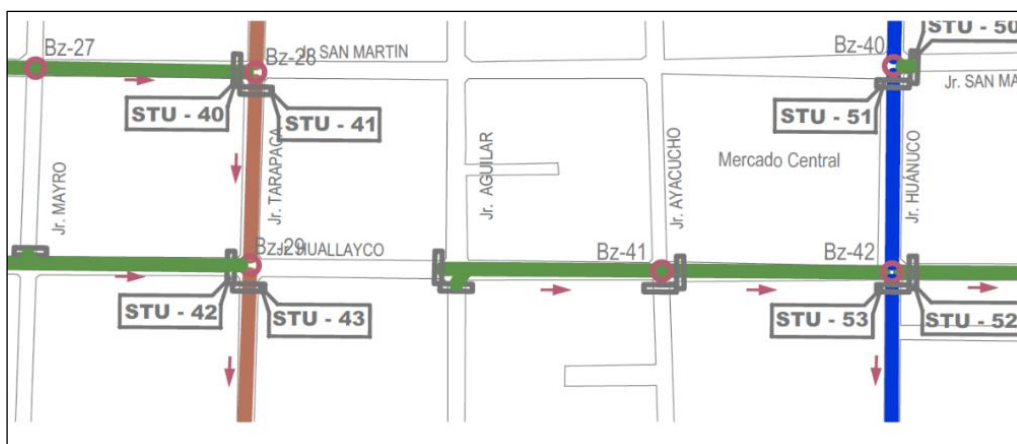 STU - 50
Bz-27
Bz-28
Jr. SAN MARTIN
Bz-40
Jr. SAN MA
STU - 40
STU - 41
STU - 51
Jr. MAYRO
Jr. TARAPACA
Jr. AGUILAR
Jr. AYACUCHO
Mercado Central
Jr. HUÁNUCO
Bz-29
Jr. HUALLAYCO
Bz-41
Bz-42
STU - 42
STU - 43
STU - 53
STU - 52